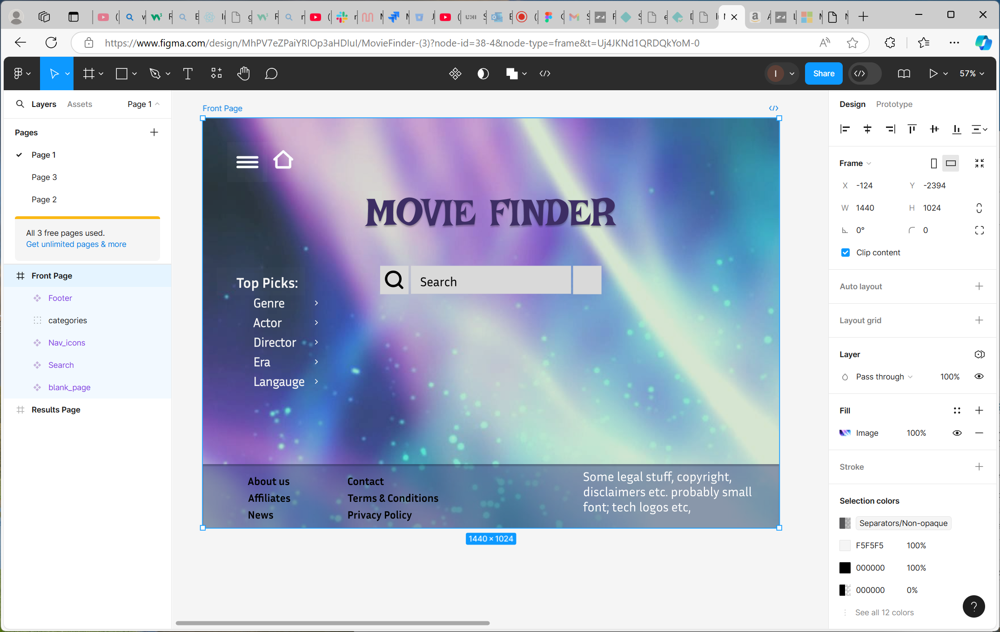 https://www.figma.com/design/MhPV7eZPaiYRIOp3aHDIuI/MovieFinder-(3)?node-id=38-4&node-type=frame&t=Uj4JKNd1QRDQkYoM-0
I
Share
57%
Layers Assets Page 1
Pages
Page 1
Page 3
Page 2
All 3 free pages used.
Get unlimited pages & more
Front Page
Footer
categories
Nav_icons
Search
blank_page
Results Page
Front Page
MOVIE FINDER
Search
Top Picks:
Genre >
Actor >
Director >
Era >
Langauge >
About us
Affiliates
News
Contact
Terms & Conditions
Privacy Policy
Some legal stuff, copyright,
disclaimers etc. probably small
font; tech logos etc,
1440 × 1024
Design Prototype
Frame
X -124 Y -2394
W 1440 H 1024
0° 0
Clip content
Auto layout
Layout grid
Layer
Pass through 100%
Fill
Image 100%
Stroke
Selection colors
Separators/Non-opaque
F5F5F5 100%
000000 100%
000000 0%
See all 12 colors
?